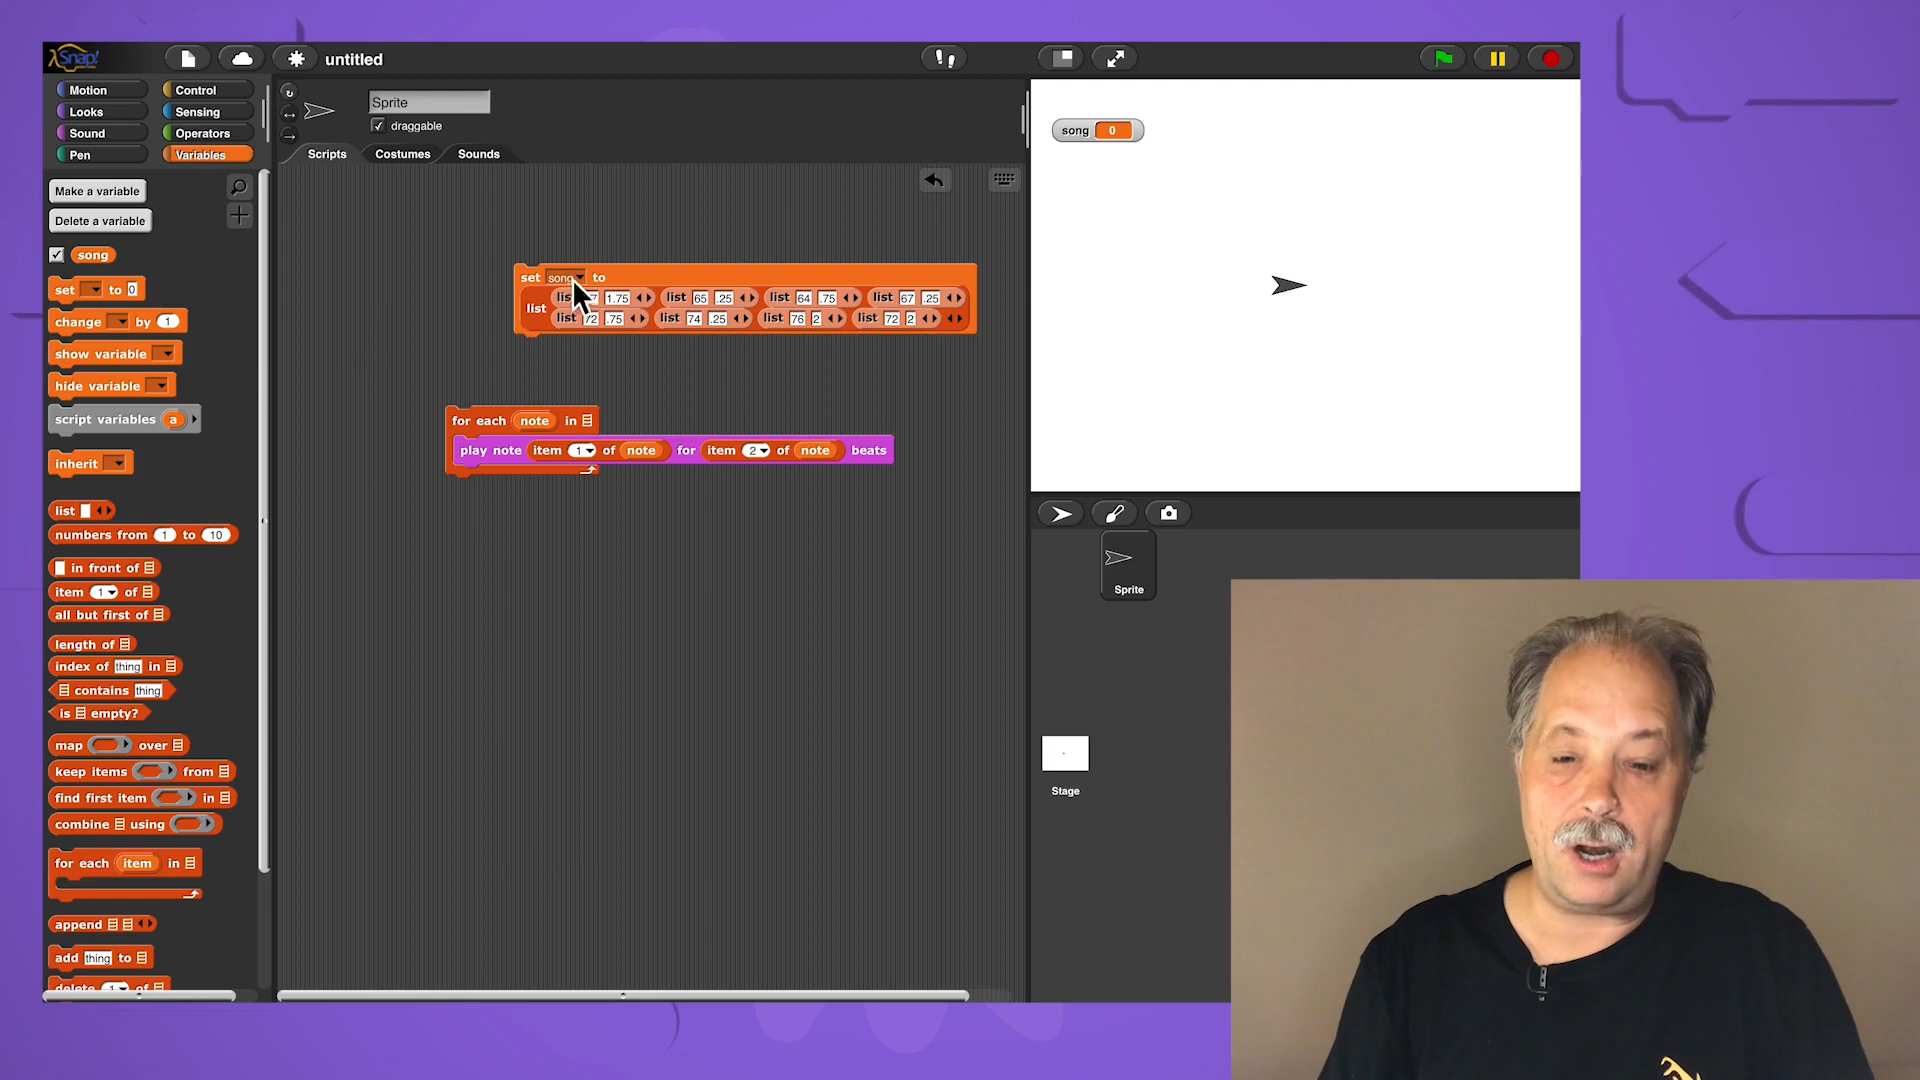 Snap!
untitled
Motion
Control
Looks
Sensing
Sound
Operators
Pen
Variables
Sprite
draggable
Scripts
Costumes
Sounds
Make a variable
Delete a variable
song
set to 0
change by 1
show variable
hide variable
script variables a
inherit
list
numbers from 1 to 10
in front of
item 1 of
all but first of
length of
index of thing in
contains thing
is empty?
map over
keep items from
find first item in
combine using
for each item in
append
add thing to
delete 1 of
set song to
list
1.75 list 65 .25 list 64 .75 list 67 .25
list 72 .75 list 74 .25 list 76 2 list 72 2
for each note in
play note item 1 of note for item 2 of note beats
song 0
Sprite
Stage